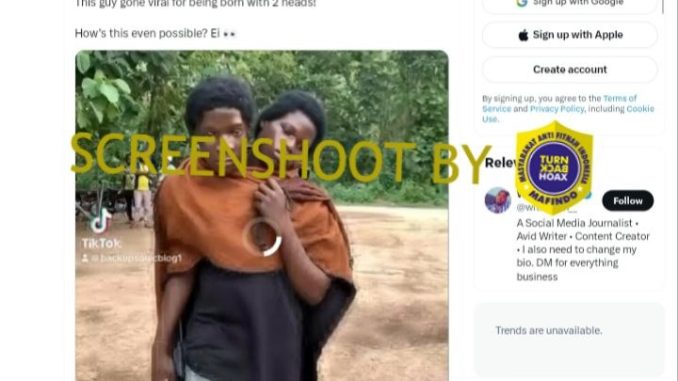 This guy gone viral for being born with 2 heads!
How's this even possible? Ei 👀
SCREENSHOOT BY
TikTok
Sign up with Google
Sign up with Apple
Create account
By signing up, you agree to the Terms of
Service and Privacy Policy, including Cookie
Use.
MASYARAKAT ANTI FITNAH INDONESIA
TURN
BACK
HOAX
MAFINDO
Follow
A Social Media Journalist •
Avid Writer • Content Creator
• I also need to change my
bio. DM for everything
business
Trends are unavailable.